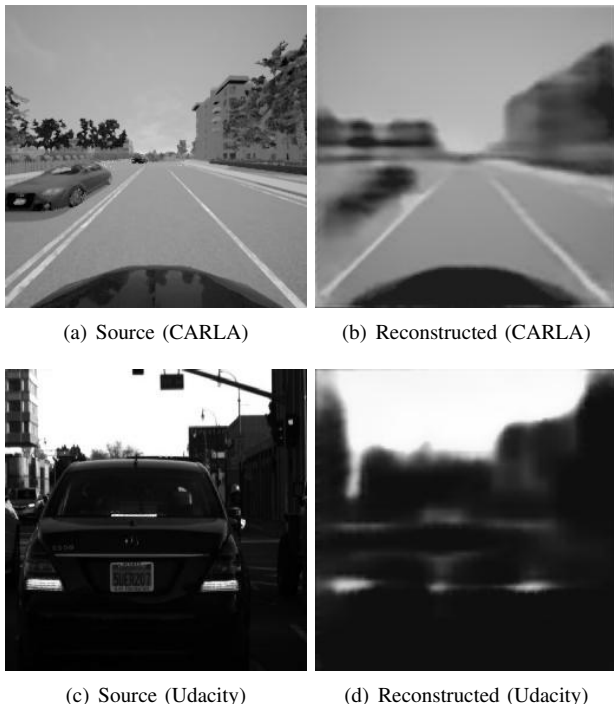 (a) Source (CARLA)
(b) Reconstructed (CARLA)
(c) Source (Udacity)
(d) Reconstructed (Udacity)